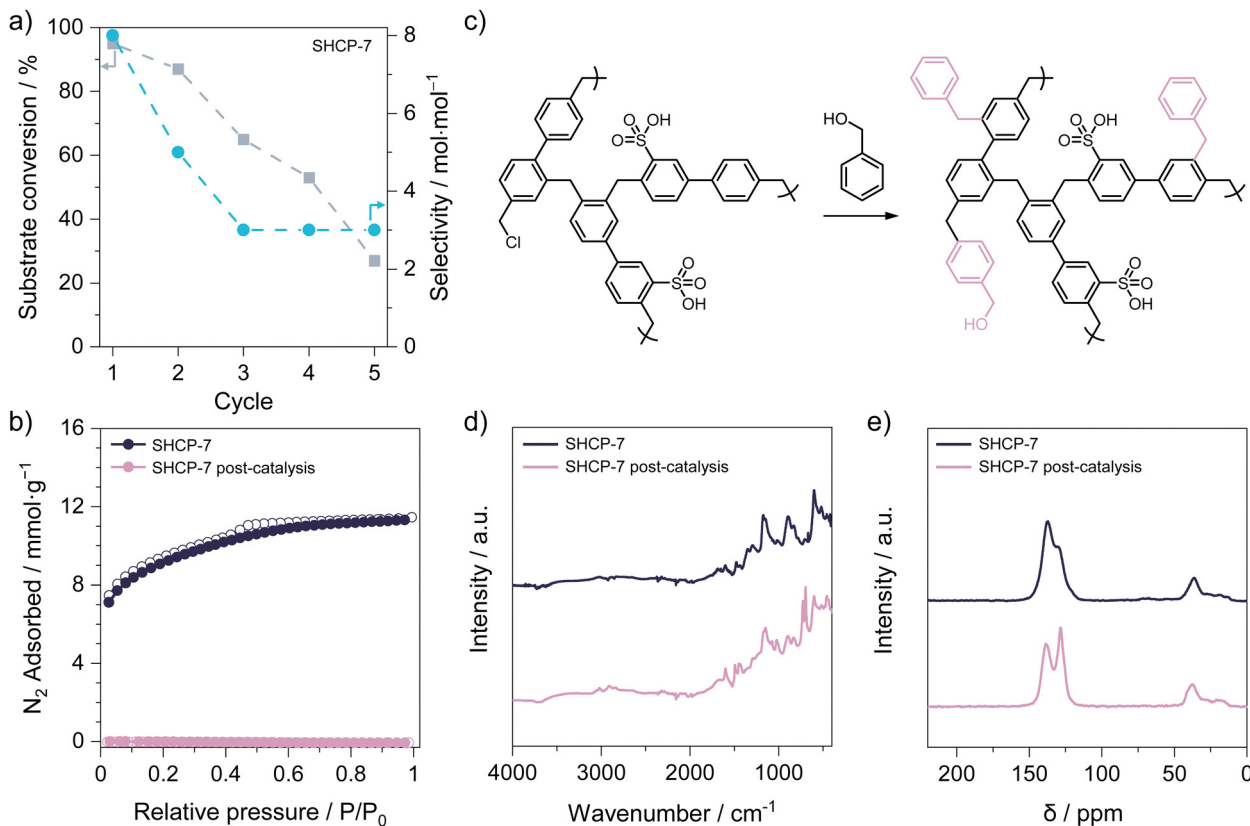 a)
SHCP-7
Substrate conversion / %
100
80
60
40
20
0
8
6
4
2
0
Selectivity / mol·mol⁻¹
1 2 3 4 5
Cycle
c)
O
S
OH
O
Cl
O
S
O
OH
HO
O
S
OH
O
HO
O
S
O
OH
b)
SHCP-7
SHCP-7 post-catalysis
N₂ Adsorbed / mmol·g⁻¹
16
12
8
4
0
0 0.2 0.4 0.6 0.8 1
Relative pressure / P/P₀
d)
SHCP-7
SHCP-7 post-catalysis
Intensity / a.u.
4000 3000 2000 1000
Wavenumber / cm⁻¹
e)
SHCP-7
SHCP-7 post-catalysis
Intensity / a.u.
200 150 100 50 0
δ / ppm